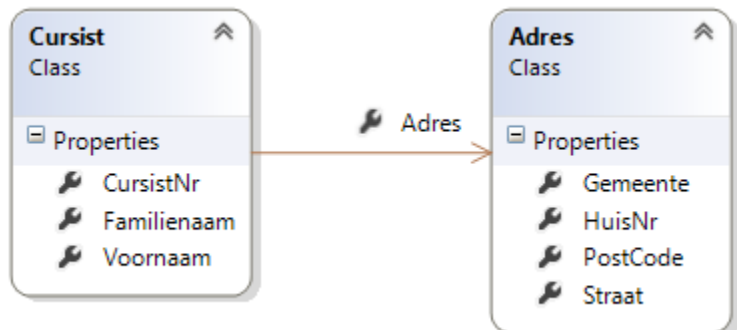 Cursist
Class
Properties
CursistNr
Familienaam
Voornaam
Adres
Adres
Class
Properties
Gemeente
HuisNr
PostCode
Straat